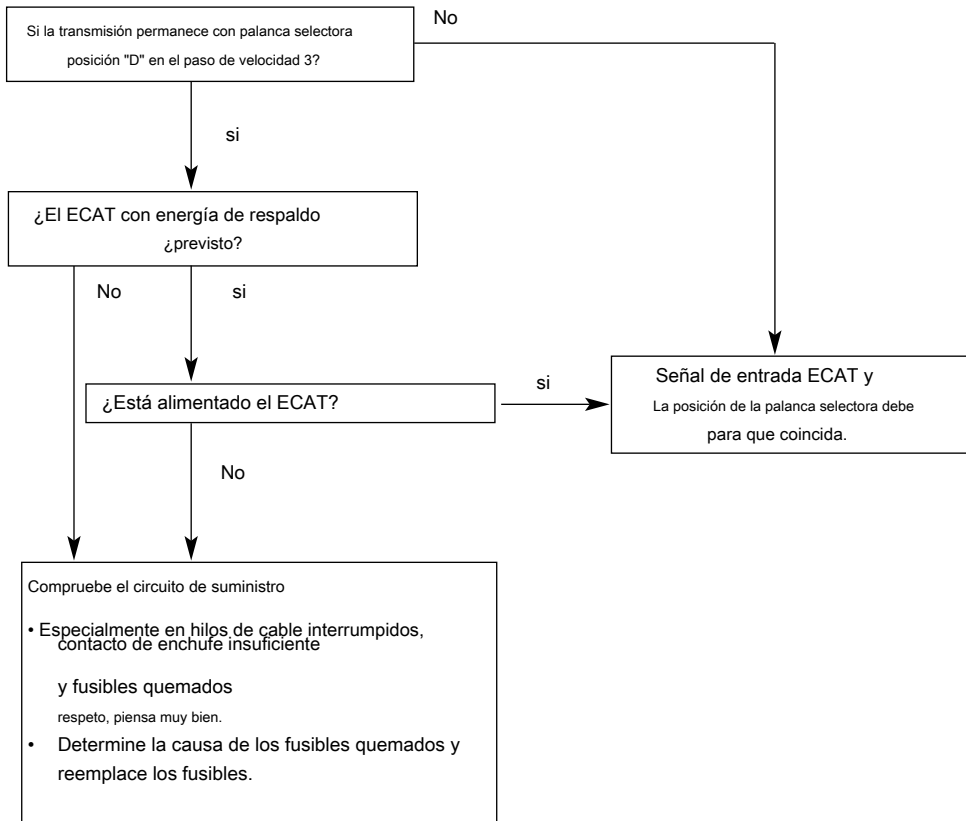 Si la transmisión permanece con palanca selectora
posición "D" en el paso de velocidad 3?
No
si
¿El ECAT con energía de respaldo
¿previsto?
No
si
¿Está alimentado el ECAT?
si
Señal de entrada ECAT y
La posición de la palanca selectora debe
para que coincida.
No
Compruebe el circuito de suministro
• Especialmente en hilos de cable interrumpidos,
contacto de enchufe insuficiente
y fusibles quemados
respeto, piensa muy bien.
• Determine la causa de los fusibles quemados y
reemplace los fusibles.